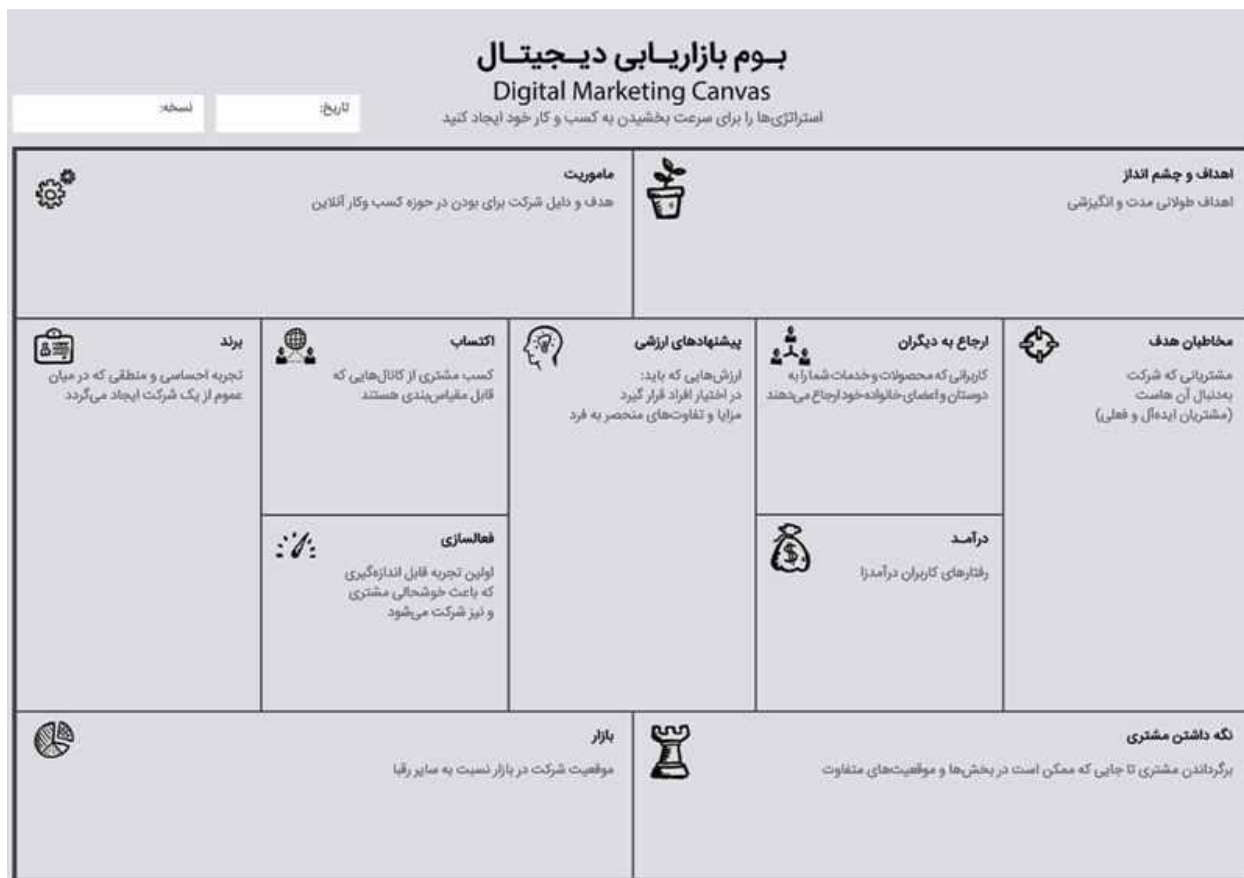 بـوم بازاریـابی دیـجیتـال
Digital Marketing Canvas
استراتژی‌ها را برای سرعت بخشیدن به کسب و کار خود ایجاد کنید
تاریخ:
نسخه:
اهداف و چشم انداز
اهداف طولانی مدت و انگیزشی
ماموریت
هدف و دلیل شرکت برای بودن در حوزه کسب وکار آنلاین
مخاطبان هدف
مشتریانی که شرکت
به‌دنبال آن هاست
(مشتریان ایده‌آل و فعلی)
ارجاع به دیگران
کاربرانی که محصولات و خدمات شما را به
دوستان و اعضای خانواده خود ارجاع می‌دهند
درآمـد
رفتارهای کاربران درآمدزا
پیشنهادهای ارزشی
ارزش‌هایی که باید:
در اختیار افراد قرار گیرد
مزایا و تفاوت‌های منحصر به فرد
اکتساب
کسب مشتری از کانال‌هایی که
قابل مقیاس‌بندی هستند
فعالسازی
اولین تجربه قابل اندازه‌گیری
که باعث خوشحالی مشتری
و نیز شرکت می‌شود
برند
تجربه احساسی و منطقی که در میان
عموم از یک شرکت ایجاد می‌گردد
نگه داشتن مشتری
برگرداندن مشتری تا جایی که ممکن است در بخش‌ها و موقعیت‌های متفاوت
بازار
موقعیت شرکت در بازار نسبت به سایر رقبا